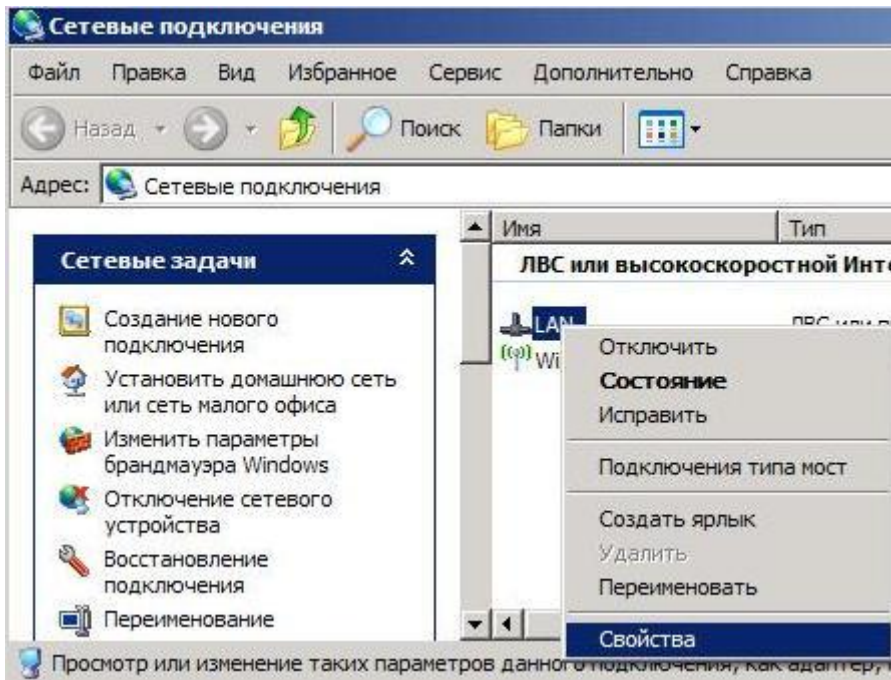 Сетевые подключения
Файл Правка Вид Избранное Сервис Дополнительно Справка
Назад Поиск Папки
Адрес: Сетевые подключения
Имя Тип
Сетевые задачи
Создание нового
подключения
Установить домашнюю сеть
или сеть малого офиса
Изменить параметры
брандмауэра Windows
Отключение сетевого
устройства
Восстановление
подключения
Переименование
ЛВС или высокоскоростной Инте
LAN ЛВС или в
Wi
Отключить
Состояние
Исправить
Подключения типа мост
Создать ярлык
Удалить
Переименовать
Свойства
Просмотр или изменение таких параметров данного подключения, как адаптер,